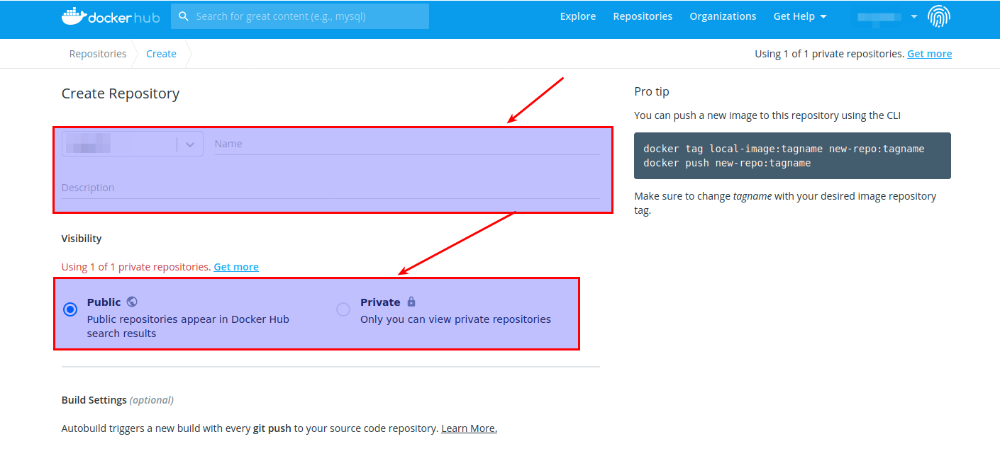 dockerhub
Search for great content (e.g., mysql)
Explore
Repositories
Organizations
Get Help
Repositories
Create
Using 1 of 1 private repositories. Get more
Create Repository
Name
Description
Visibility
Using 1 of 1 private repositories. Get more
Public
Public repositories appear in Docker Hub
search results
Private
Only you can view private repositories
Build Settings (optional)
Autobuild triggers a new build with every git push to your source code repository. Learn More.
Pro tip
You can push a new image to this repository using the CLI
docker tag local-image:tagname new-repo:tagname
docker push new-repo:tagname
Make sure to change tagname with your desired image repository
tag.